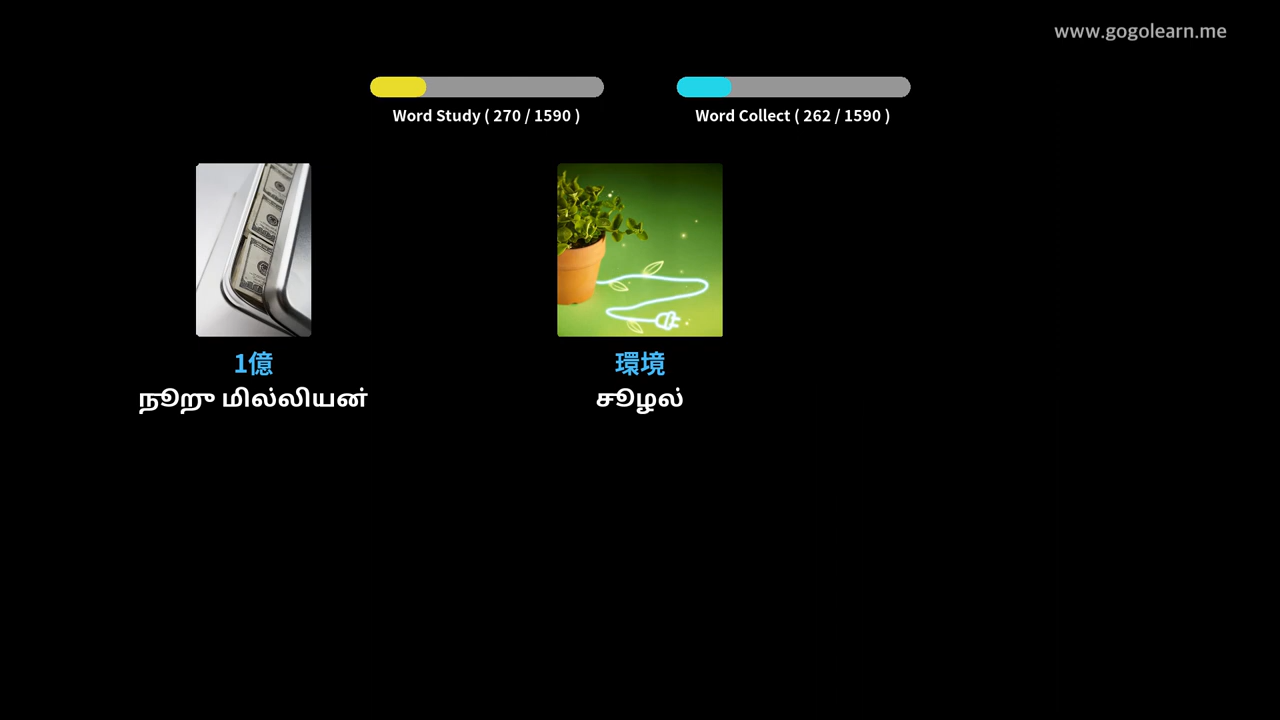 www.gogolearn.me
Word Study ( 270 / 1590 )
Word Collect ( 262 / 1590 )
1億
நூறு மில்லியன்
環境
சூழல்